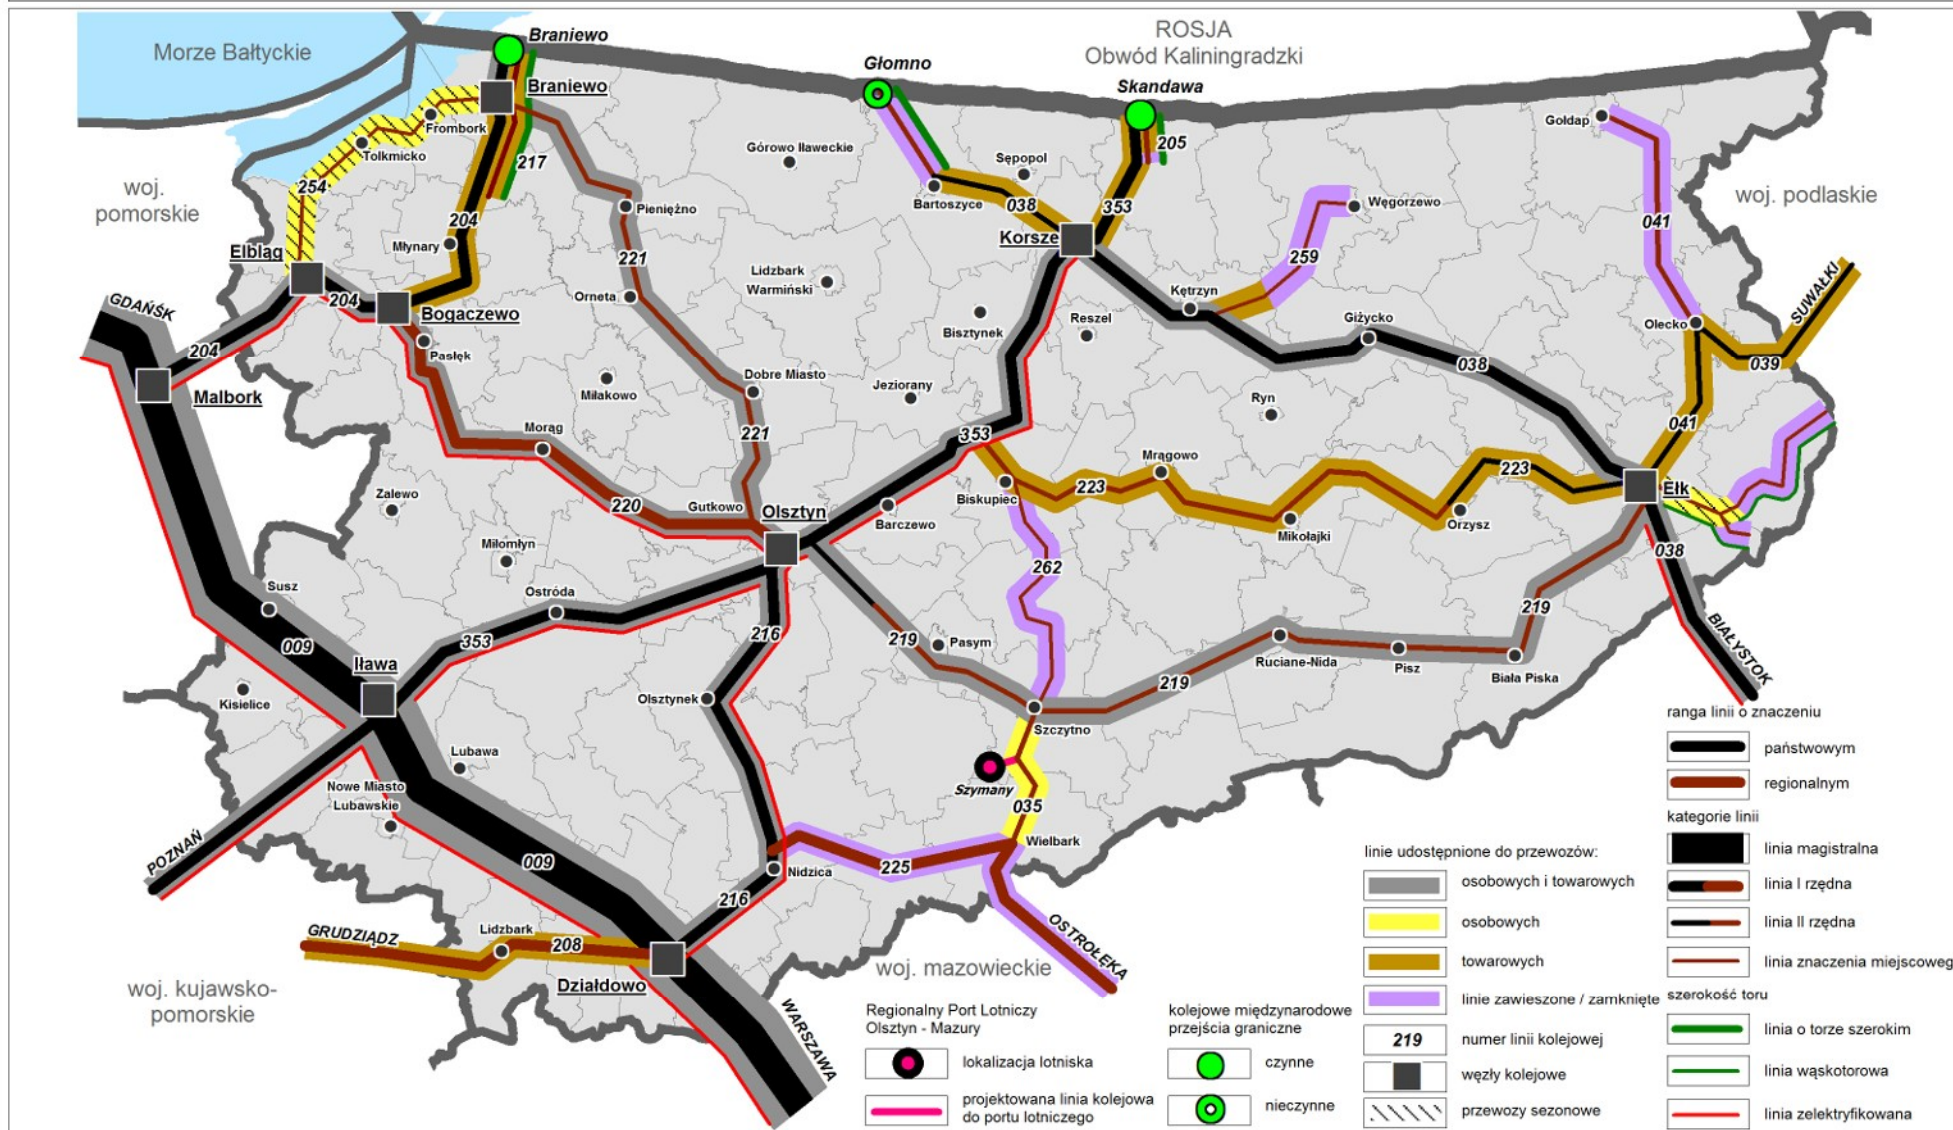 Morze Bałtyckie
Braniewo
ROSJA
Obwód Kaliningradzki
Głomno
Skandawa
Braniewo
Frombork
Tolkmicko
217
205
Gołdap
Górowo Iławeckie
Sępopol
woj.
pomorskie
254
woj. podlaskie
Bartoszyce
038
353
Węgorzewo
204
Pieniężno
041
Młynary
Korsze
Elbląg
221
259
Lidzbark
Warmiński
GDAŃSK
204
Orneta
Kętrzyn
Bogaczewo
Bisztynek
Reszel
Giżycko
Olecko
SUWAŁKI
204
Pasłęk
038
039
Malbork
Miłakowo
Dobre Miasto
Jeziorany
Ryn
Morąg
221
353
041
Mrągowo
223
Zalewo
220
Gutkowo
Olsztyn
Biskupiec
223
Ełk
Barczewo
Mikołajki
Orzysz
Miłomłyn
038
262
Susz
Ostróda
219
009
353
216
219
Pasym
BIAŁYSTOK
Iława
Ruciane-Nida
Pisz
Biała Piska
Kisielice
Olsztynek
219
Szczytno
Lubawa
Nowe Miasto
Lubawskie
Szymany
035
POZNAŃ
009
Wielbark
225
Nidzica
216
GRUDZIĄDZ
Lidzbark
208
OSTROŁĘKA
Działdowo
woj. mazowieckie
woj. kujawsko-
pomorskie
WARSZAWA
Regionalny Port Lotniczy
Olsztyn - Mazury
lokalizacja lotniska
projektowana linia kolejowa
do portu lotniczego
kolejowe międzynarodowe
przejścia graniczne
czynne
nieczynne
linie udostępnione do przewozów:
osobowych i towarowych
osobowych
towarowych
linie zawieszone / zamknięte
219
numer linii kolejowej
węzły kolejowe
przewozy sezonowe
ranga linii o znaczeniu
państwowym
regionalnym
kategorie linii
linia magistralna
linia I rzędna
linia II rzędna
linia znaczenia miejscoweg
szerokość toru
linia o torze szerokim
linia wąskotorowa
linia zelektryfikowana